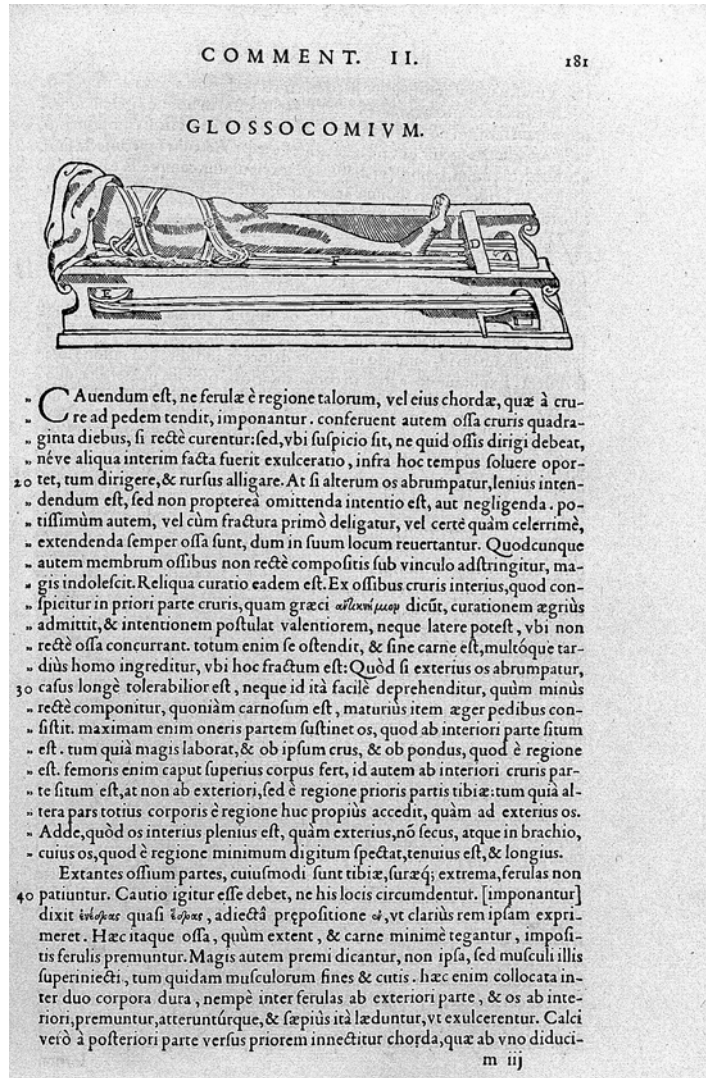 COMMENT. II. 181
GLOSSOCOMIVM.
B
F
D
A
E
" CAuendum eſt, ne ferulæ è regione talorum, vel eius chordæ, quæ à cru-
" re ad pedem tendit, imponantur. conferuent autem oſſa cruris quadra-
" ginta diebus, ſi rectè curentur: ſed, vbi ſuſpicio ſit, ne quid oſſis dirigi debeat,
" néve aliqua interim facta fuerit exulceratio, infra hoc tempus ſoluere opor-
20 tet, tum dirigere, & rurſus alligare. At ſi alterum os abrumpatur, lenius inten-
" dendum eſt, ſed non proptereà omittenda intentio eſt, aut negligenda. po-
" tiſſimùm autem, vel cùm fractura primò deligatur, vel certè quàm celerrimè,
" extendenda ſemper oſſa ſunt, dum in ſuum locum reuertantur. Quodcunque
" autem membrum oſſibus non rectè compoſitis ſub vinculo adſtringitur, ma-
" gis indoleſcit. Reliqua curatio eadem eſt. Ex oſſibus cruris interius, quod con-
" ſpicitur in priori parte cruris, quam græci dicūt, curationem ægriùs
" admittit, & intentionem poſtulat valentiorem, neque latere poteſt, vbi non
" rectè oſſa concurrant. totum enim ſe oſtendit, & ſine carne eſt, multóque tar-
" diùs homo ingreditur, vbi hoc fractum eſt: Quòd ſi exterius os abrumpatur,
30 caſus longè tolerabilior eſt, neque id ità facilè deprehenditur, quùm minùs
" rectè componitur, quoniàm carnoſum eſt, maturiùs item æger pedibus con-
" ſiſtit. maximam enim oneris partem ſuſtinet os, quod ab interiori parte ſitum
" eſt. tum quià magis laborat, & ob ipſum crus, & ob pondus, quod è regione
" eſt. femoris enim caput ſuperius corpus fert, id autem ab interiori cruris par-
" te ſitum eſt, at non ab exteriori, ſed è regione prioris partis tibiæ: tum quià al-
" tera pars totius corporis è regione huc propiùs accedit, quàm ad exterius os.
" Adde, quòd os interius plenius eſt, quàm exterius, nō ſecus, atque in brachio,
" cuius os, quod è regione minimum digitum ſpectat, tenuius eſt, & longius.
Extantes oſſium partes, cuiuſmodi ſunt tibiæ, ſuræq; extrema, ferulas non
40 patiuntur. Cautio igitur eſſe debet, ne his locis circumdentur. [imponantur]
dixit quaſi , adiectâ prępoſitione , vt clariùs rem ipſam expri-
meret. Hæc itaque oſſa, quùm extent, & carne minimè tegantur, impoſi-
tis ferulis premuntur. Magis autem premi dicantur, non ipſa, ſed muſculi illis
ſuperiniecti, tum quidam muſculorum fines & cutis. hæc enim collocata in-
ter duo corpora dura, nempè inter ferulas ab exteriori parte, & os ab inte-
riori, premuntur, atteruntúrque, & ſæpiùs ità læduntur, vt exulcerentur. Calci
verò à poſteriori parte verſus priorem innectitur chorda, quæ ab vno diduci-
m iij